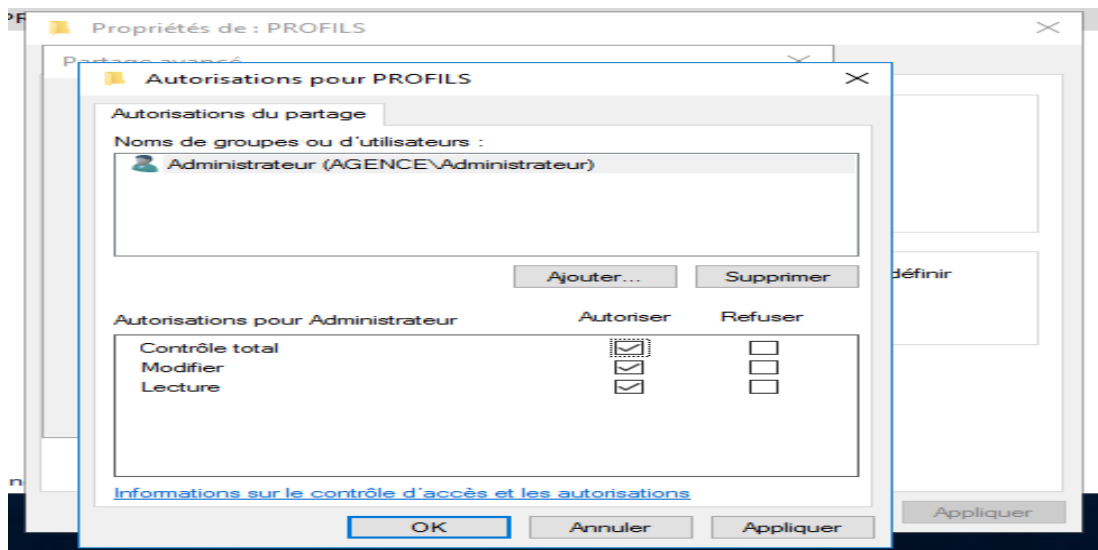 PR
Propriétés de : PROFILS
Partage avancé
Autorisations pour PROFILS
Autorisations du partage
Noms de groupes ou d'utilisateurs :
Administrateur (AGENCE\Administrateur)
Ajouter...
Supprimer
définir
Autorisations pour Administrateur
Autoriser
Refuser
Contrôle total
Modifier
Lecture
Informations sur le contrôle d'accès et les autorisations
OK
Annuler
Appliquer
Appliquer